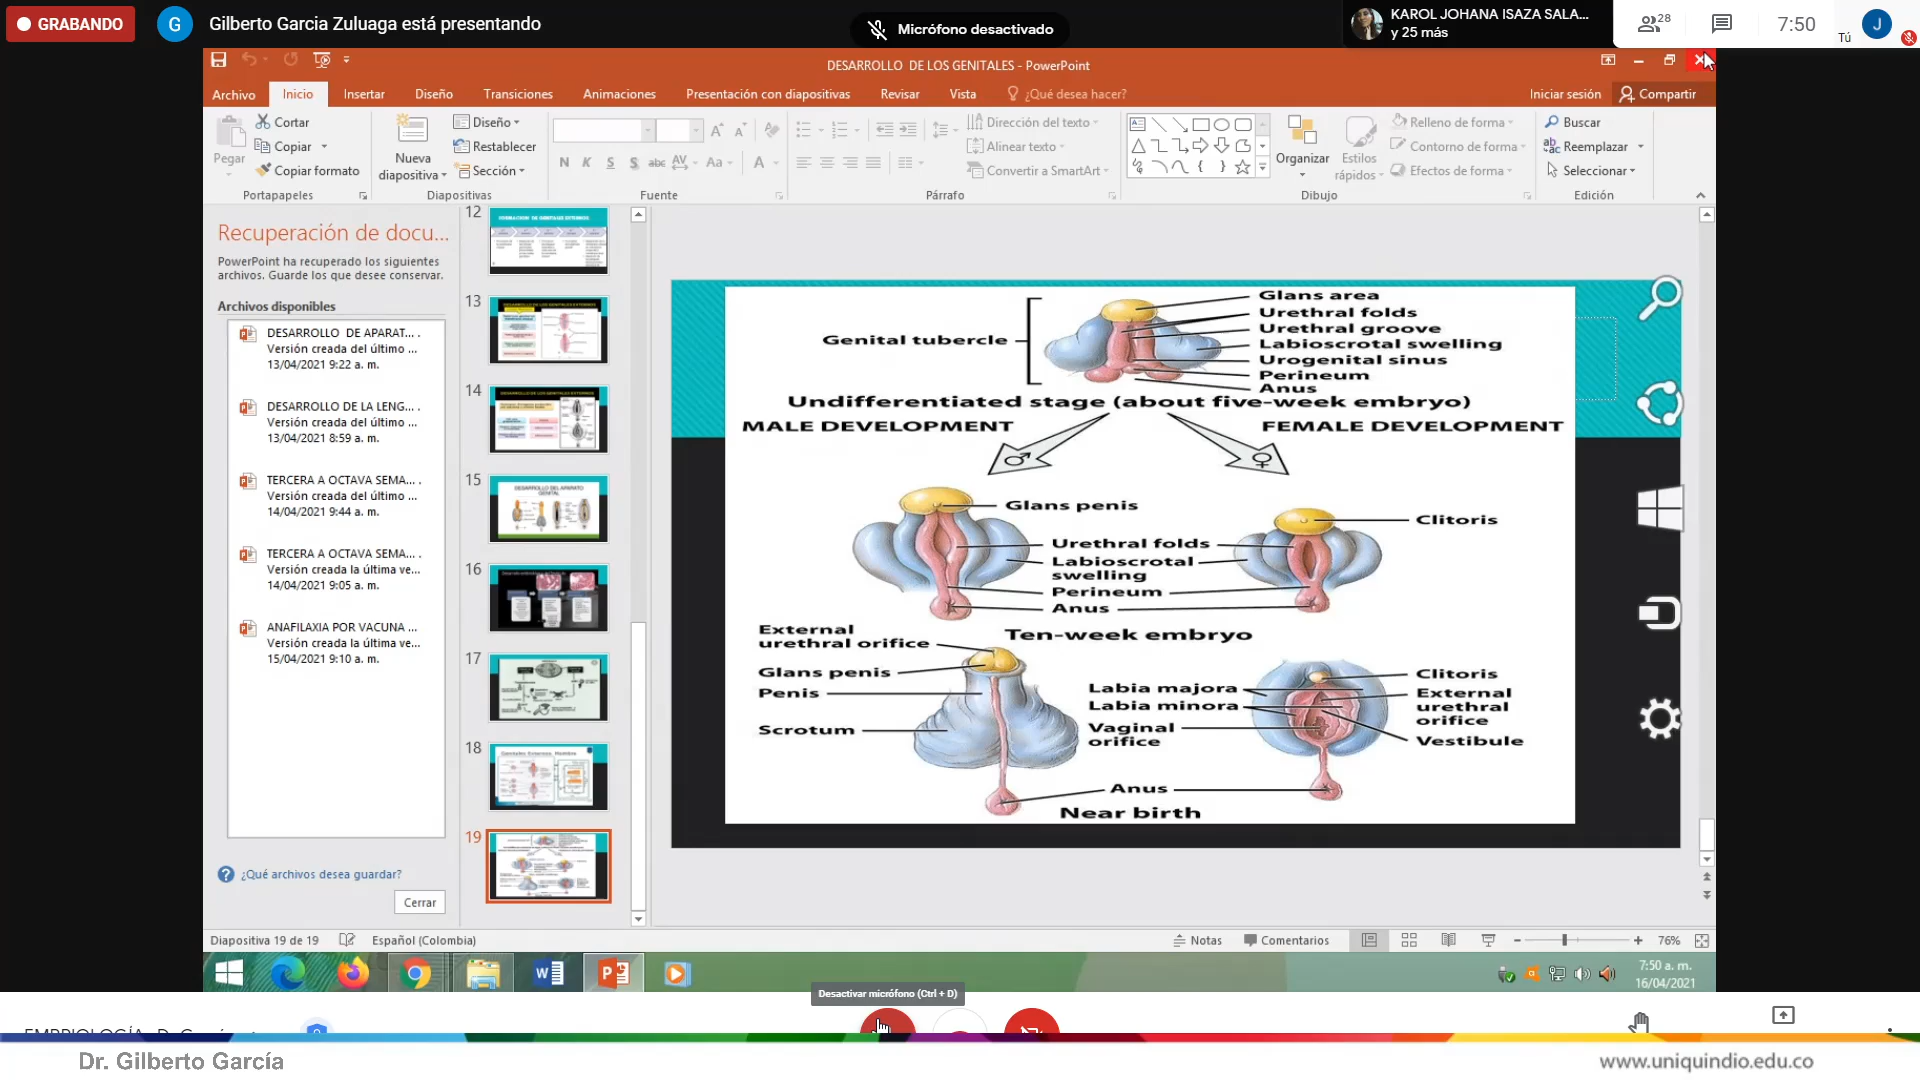 GRABANDO
G
Gilberto Garcia Zuluaga está presentando
Micrófono desactivado
KAROL JOHANA ISAZA SALA...
y 25 más
28
7:50
Tú
J
DESARROLLO DE LOS GENITALES - PowerPoint
Archivo
Inicio
Insertar
Diseño
Transiciones
Animaciones
Presentación con diapositivas
Revisar
Vista
¿Qué desea hacer?
Iniciar sesión
Compartir
Pegar
Cortar
Copiar
Copiar formato
Portapapeles
Nueva
diapositiva
Diseño
Restablecer
Sección
Diapositivas
N K S S abc AV Aa A
Fuente
Dirección del texto
Alinear texto
Convertir a SmartArt
Párrafo
Organizar
Estilos
rápidos
Relleno de forma
Contorno de forma
Efectos de forma
Dibujo
Buscar
Reemplazar
Seleccionar
Edición
Recuperación de docu...
PowerPoint ha recuperado los siguientes
archivos. Guarde los que desee conservar.
Archivos disponibles
DESARROLLO DE APARAT... .
Versión creada del último ...
13/04/2021 9:22 a. m.
DESARROLLO DE LA LENG... .
Versión creada del último ...
13/04/2021 8:59 a. m.
TERCERA A OCTAVA SEMA... .
Versión creada del último ...
14/04/2021 9:44 a. m.
TERCERA A OCTAVA SEMA... .
Versión creada la última ve...
14/04/2021 9:05 a. m.
ANAFILAXIA POR VACUNA ...
Versión creada la última ve...
15/04/2021 9:10 a. m.
¿Qué archivos desea guardar?
Cerrar
12
13
14
15
DESARROLLO DEL APARATO
GENITAL
16
17
18
Genitales Externos Hombre
19
Genital tubercle
Glans area
Urethral folds
Urethral groove
Labioscrotal swelling
Urogenital sinus
Perineum
Anus
Undifferentiated stage (about five-week embryo)
MALE DEVELOPMENT
FEMALE DEVELOPMENT
Glans penis
Clitoris
Urethral folds
Labioscrotal
swelling
Perineum
Anus
Ten-week embryo
External
urethral orifice
Glans penis
Penis
Scrotum
Labia majora
Labia minora
Vaginal
orifice
Clitoris
External
urethral
orifice
Vestibule
Anus
Near birth
Diapositiva 19 de 19
Español (Colombia)
Notas
Comentarios
76%
7:50 a. m.
16/04/2021
Desactivar micrófono (Ctrl + D)
Dr. Gilberto García
www.uniquindio.edu.co